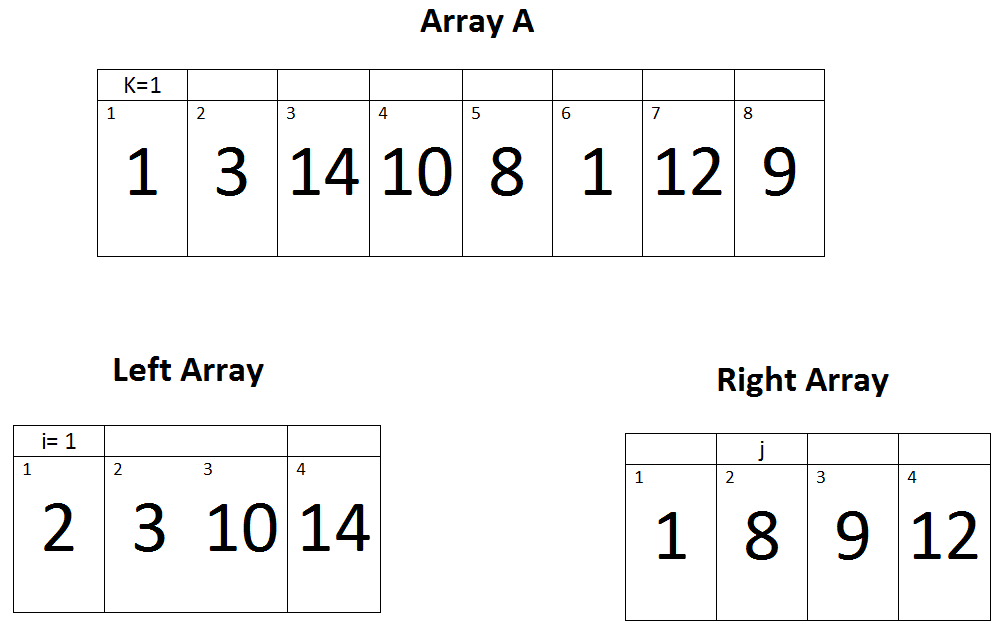 Array A
K=1
1 2 3 4 5 6 7 8
1 3 14 10 8 1 12 9
Left Array
i= 1
1 2 3 4
2 3 10 14
Right Array
j
1 2 3 4
1 8 9 12